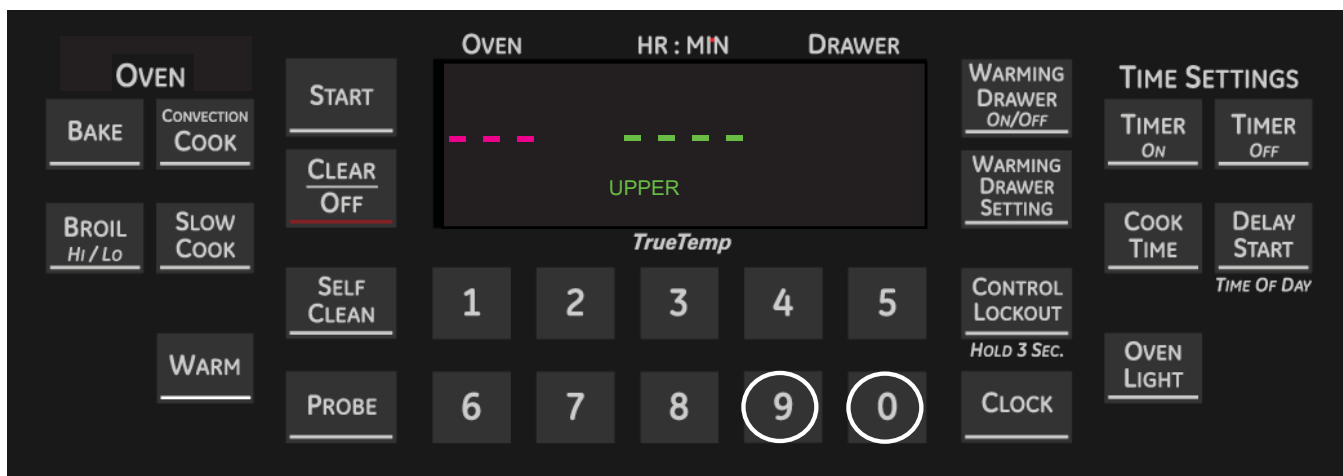 OVEN
BAKE
CONVECTION
COOK
BROIL
HI / LO
SLOW
COOK
WARM
START
CLEAR
OFF
SELF
CLEAN
PROBE
OVEN HR : MIN DRAWER
--- ----
UPPER
TrueTemp
1 2 3 4 5
6 7 8 9 0
WARMING
DRAWER
ON/OFF
WARMING
DRAWER
SETTING
CONTROL
LOCKOUT
HOLD 3 SEC.
CLOCK
TIME SETTINGS
TIMER
ON
TIMER
OFF
COOK
TIME
DELAY
START
TIME OF DAY
OVEN
LIGHT